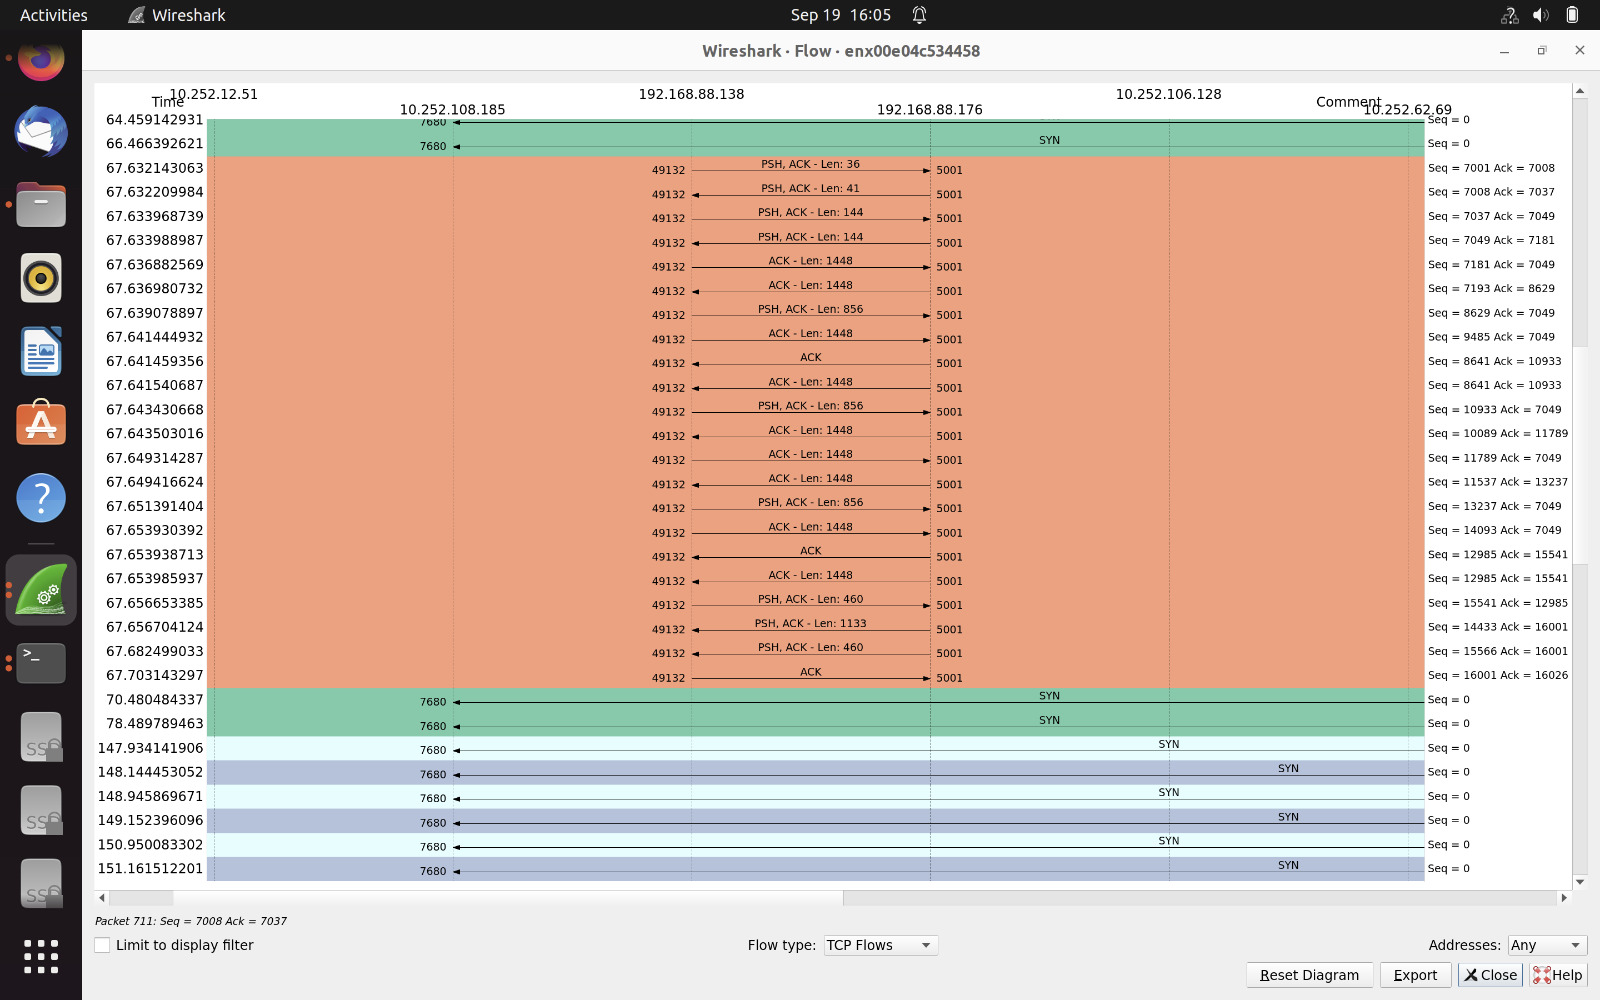 Activities Wireshark Sep 19 16:05
Wireshark · Flow · enx00e04c534458
10.252.12.51 192.168.88.138 10.252.106.128
Time Comment
10.252.108.185 192.168.88.176 10.252.62.69
64.459142931 7680 Seq = 0
66.466392621 7680 SYN Seq = 0
67.632143063 49132 PSH, ACK - Len: 36 5001 Seq = 7001 Ack = 7008
67.632209984 49132 PSH, ACK - Len: 41 5001 Seq = 7008 Ack = 7037
67.633968739 49132 PSH, ACK - Len: 144 5001 Seq = 7037 Ack = 7049
67.633988987 49132 PSH, ACK - Len: 144 5001 Seq = 7049 Ack = 7181
67.636882569 49132 ACK - Len: 1448 5001 Seq = 7181 Ack = 7049
67.636980732 49132 ACK - Len: 1448 5001 Seq = 7193 Ack = 8629
67.639078897 49132 PSH, ACK - Len: 856 5001 Seq = 8629 Ack = 7049
67.641444932 49132 ACK - Len: 1448 5001 Seq = 9485 Ack = 7049
67.641459356 49132 ACK 5001 Seq = 8641 Ack = 10933
67.641540687 49132 ACK - Len: 1448 5001 Seq = 8641 Ack = 10933
67.643430668 49132 PSH, ACK - Len: 856 5001 Seq = 10933 Ack = 7049
67.643503016 49132 ACK - Len: 1448 5001 Seq = 10089 Ack = 11789
67.649314287 49132 ACK - Len: 1448 5001 Seq = 11789 Ack = 7049
67.649416624 49132 ACK - Len: 1448 5001 Seq = 11537 Ack = 13237
67.651391404 49132 PSH, ACK - Len: 856 5001 Seq = 13237 Ack = 7049
67.653930392 49132 ACK - Len: 1448 5001 Seq = 14093 Ack = 7049
67.653938713 49132 ACK 5001 Seq = 12985 Ack = 15541
67.653985937 49132 ACK - Len: 1448 5001 Seq = 12985 Ack = 15541
67.656653385 49132 PSH, ACK - Len: 460 5001 Seq = 15541 Ack = 12985
67.656704124 49132 PSH, ACK - Len: 1133 5001 Seq = 14433 Ack = 16001
67.682499033 49132 PSH, ACK - Len: 460 5001 Seq = 15566 Ack = 16001
67.703143297 49132 ACK 5001 Seq = 16001 Ack = 16026
70.480484337 7680 SYN Seq = 0
78.489789463 7680 SYN Seq = 0
147.934141906 7680 SYN Seq = 0
148.144453052 7680 SYN Seq = 0
148.945869671 7680 SYN Seq = 0
149.152396096 7680 SYN Seq = 0
150.950083302 7680 SYN Seq = 0
151.161512201 7680 SYN Seq = 0
Packet 711: Seq = 7008 Ack = 7037
Limit to display filter Flow type: TCP Flows Addresses: Any
Reset Diagram Export Close Help